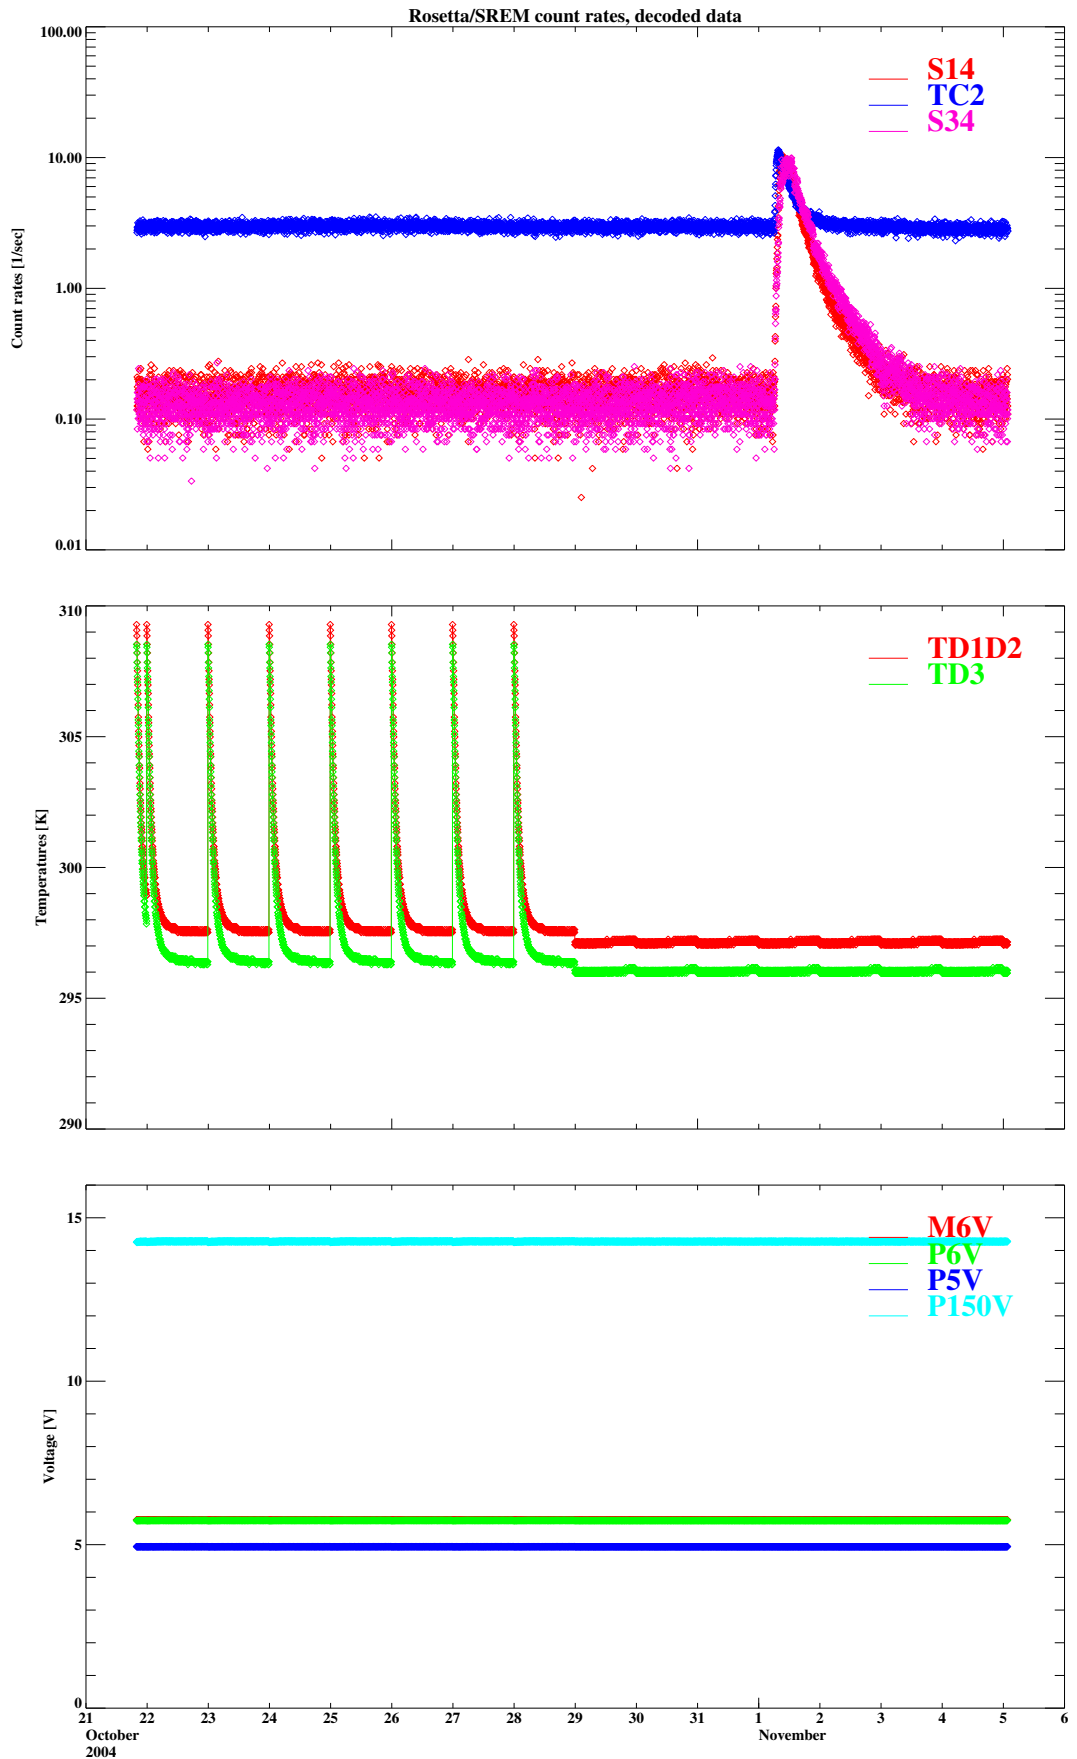 Rosetta/SREM count rates, decoded data
100.00
10.00
1.00
0.10
0.01
Count rates [1/sec]
S14
TC2
S34
310
305
300
295
290
Temperatures [K]
TD1D2
TD3
15
10
5
0
Voltage [V]
M6V
P6V
P5V
P150V
21 22 23 24 25 26 27 28 29 30 31 1 2 3 4 5 6
October November
2004